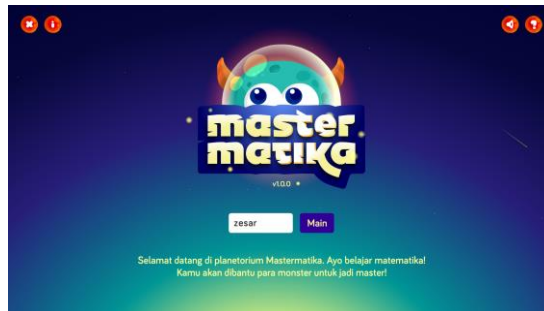 master
matika
v1.0.0
zesar
Main
Selamat datang di planetorium Mastermatika. Ayo belajar matematika!
Kamu akan dibantu para monster untuk jadi master!